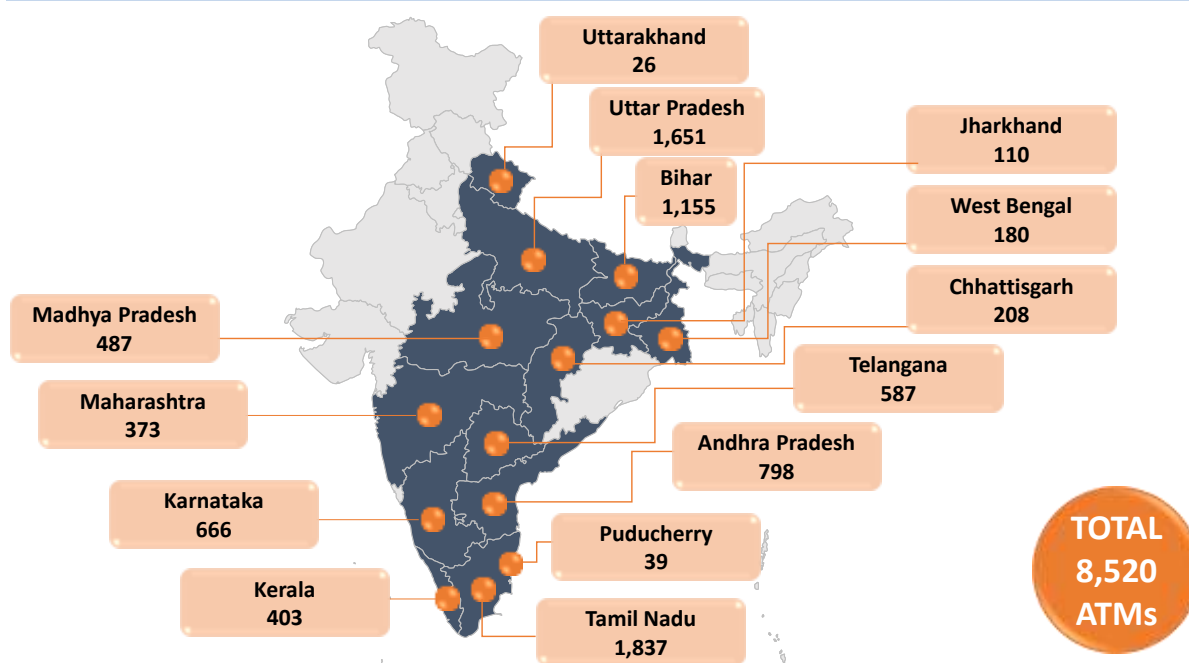 Uttarakhand
26
Uttar Pradesh
1,651
Jharkhand
110
Bihar
1,155
West Bengal
180
Chhattisgarh
208
Madhya Pradesh
487
Telangana
587
Maharashtra
373
Andhra Pradesh
798
Karnataka
666
Puducherry
39
TOTAL
8,520
ATMs
Kerala
403
Tamil Nadu
1,837